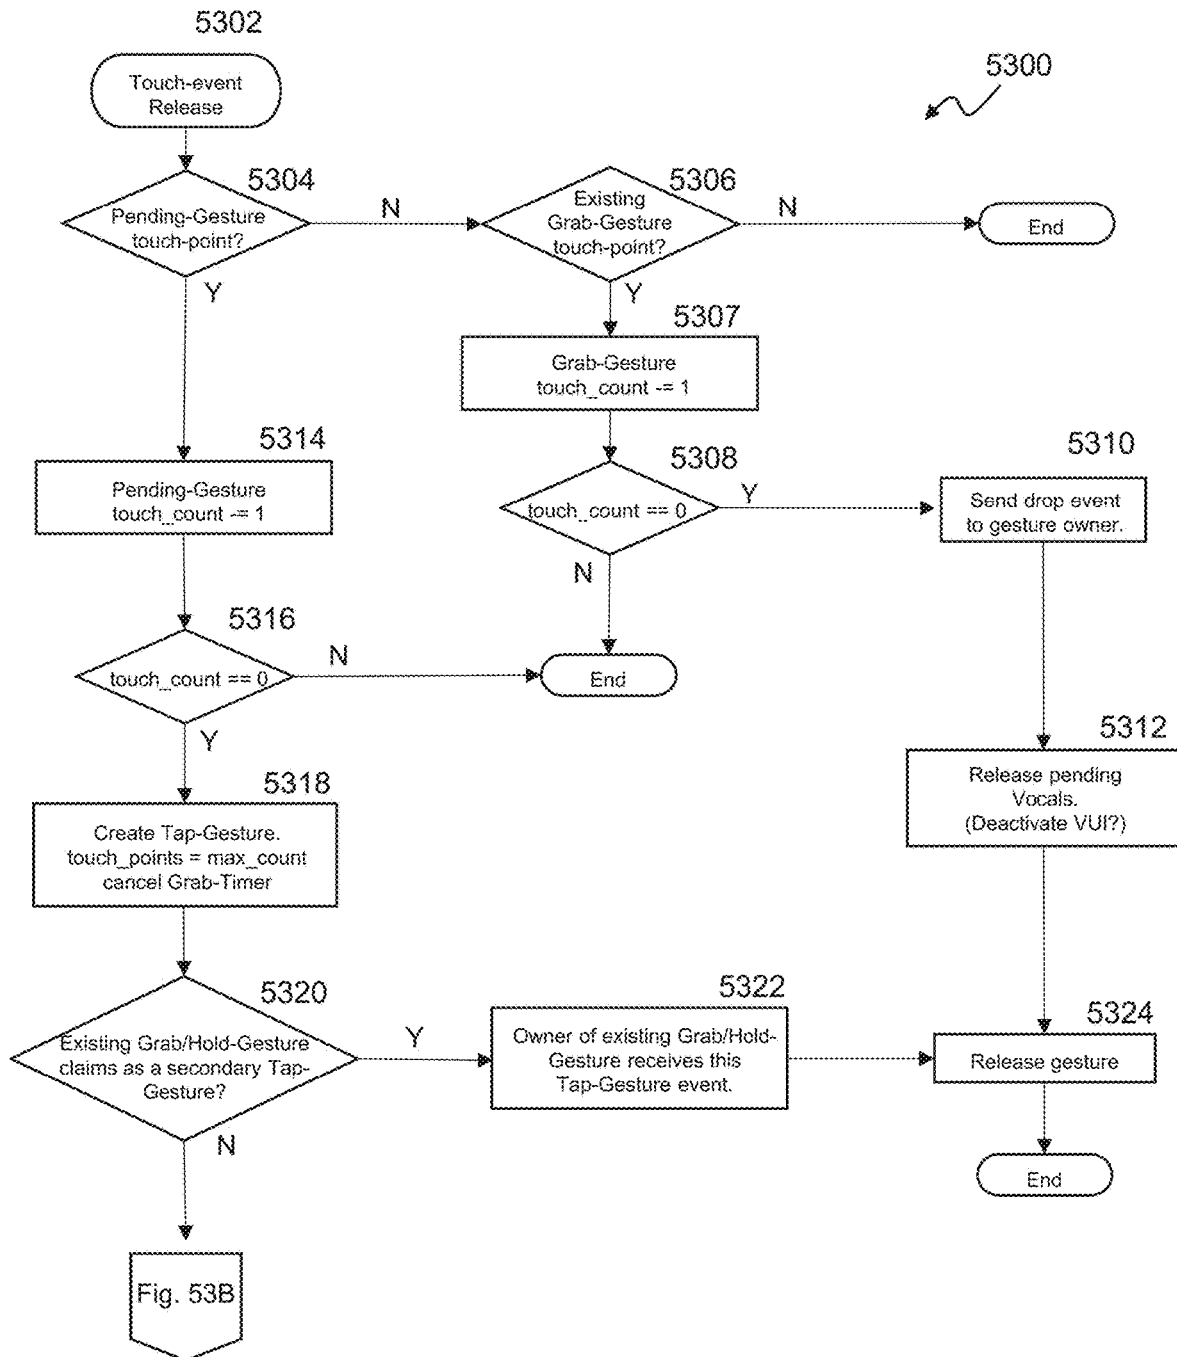 5302
Touch-event
Release
5300
5304
Pending-Gesture
touch-point?
N
Y
5306
Existing
Grab-Gesture
touch-point?
N
Y
End
5307
Grab-Gesture
touch_count -= 1
5314
Pending-Gesture
touch_count -= 1
5308
touch_count == 0
Y
N
5310
Send drop event
to gesture owner.
5316
touch_count == 0
N
Y
End
5312
Release pending
Vocals.
(Deactivate VUI?)
5318
Create Tap-Gesture.
touch_points = max_count
cancel Grab-Timer
5320
Existing Grab/Hold-Gesture
claims as a secondary Tap-
Gesture?
Y
N
5322
Owner of existing Grab/Hold-
Gesture receives this
Tap-Gesture event.
5324
Release gesture
End
Fig. 53B